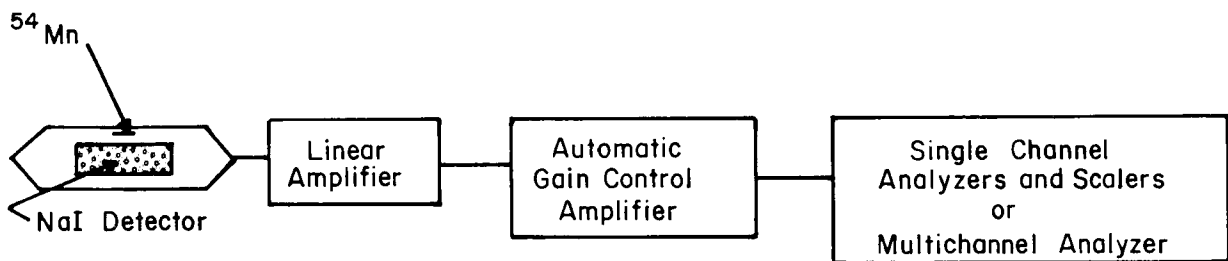 ⁵⁴Mn
NaI Detector
Linear
Amplifier
Automatic
Gain Control
Amplifier
Single Channel
Analyzers and Scalers
or
Multichannel Analyzer